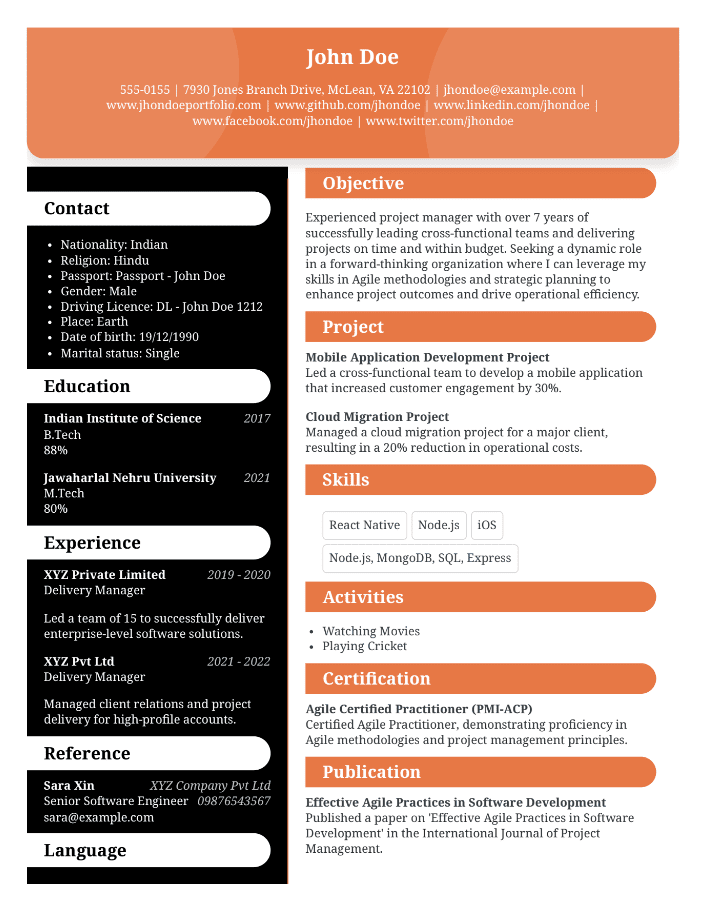 John Doe
555-0155 | 7930 Jones Branch Drive, McLean, VA 22102 | jhondoe@example.com |
www.jhondoeportfolio.com | www.github.com/jhondoe | www.linkedin.com/jhondoe |
www.facebook.com/jhondoe | www.twitter.com/jhondoe
Contact
• Nationality: Indian
• Religion: Hindu
• Passport: Passport - John Doe
• Gender: Male
• Driving Licence: DL - John Doe 1212
• Place: Earth
• Date of birth: 19/12/1990
• Marital status: Single
Education
Indian Institute of Science 2017
B.Tech
88%
Jawaharlal Nehru University 2021
M.Tech
80%
Experience
XYZ Private Limited 2019 - 2020
Delivery Manager
Led a team of 15 to successfully deliver
enterprise-level software solutions.
XYZ Pvt Ltd 2021 - 2022
Delivery Manager
Managed client relations and project
delivery for high-profile accounts.
Reference
Sara Xin XYZ Company Pvt Ltd
Senior Software Engineer 09876543567
sara@example.com
Language
Objective
Experienced project manager with over 7 years of
successfully leading cross-functional teams and delivering
projects on time and within budget. Seeking a dynamic role
in a forward-thinking organization where I can leverage my
skills in Agile methodologies and strategic planning to
enhance project outcomes and drive operational efficiency.
Project
Mobile Application Development Project
Led a cross-functional team to develop a mobile application
that increased customer engagement by 30%.
Cloud Migration Project
Managed a cloud migration project for a major client,
resulting in a 20% reduction in operational costs.
Skills
React Native Node.js iOS
Node.js, MongoDB, SQL, Express
Activities
• Watching Movies
• Playing Cricket
Certification
Agile Certified Practitioner (PMI-ACP)
Certified Agile Practitioner, demonstrating proficiency in
Agile methodologies and project management principles.
Publication
Effective Agile Practices in Software Development
Published a paper on 'Effective Agile Practices in Software
Development' in the International Journal of Project
Management.